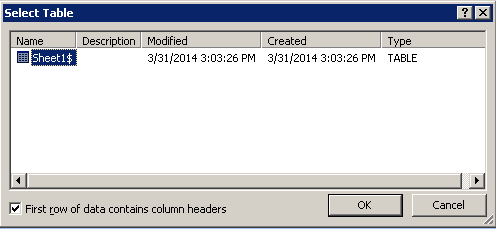 Select Table
Name Description Modified Created Type
Sheet1$ 3/31/2014 3:03:26 PM 3/31/2014 3:03:26 PM TABLE
First row of data contains column headers OK Cancel